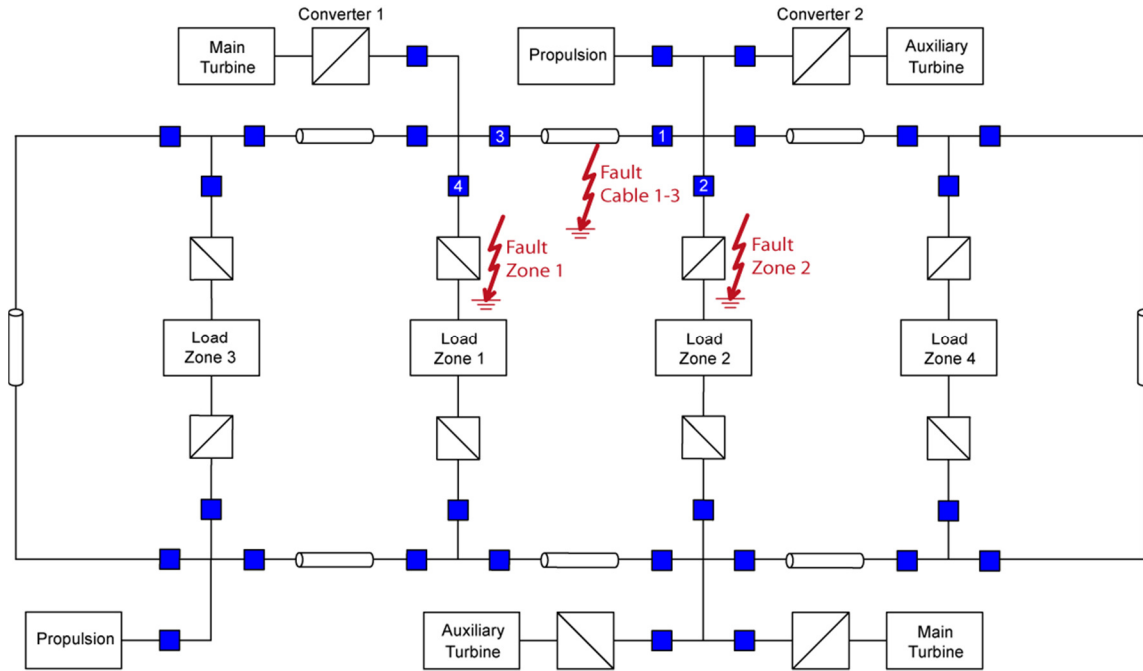 Converter 1
Converter 2
Main
Turbine
Propulsion
Auxiliary
Turbine
3
1
4
2
Fault
Cable 1-3
Fault
Zone 1
Fault
Zone 2
Load
Zone 3
Load
Zone 1
Load
Zone 2
Load
Zone 4
Propulsion
Auxiliary
Turbine
Main
Turbine